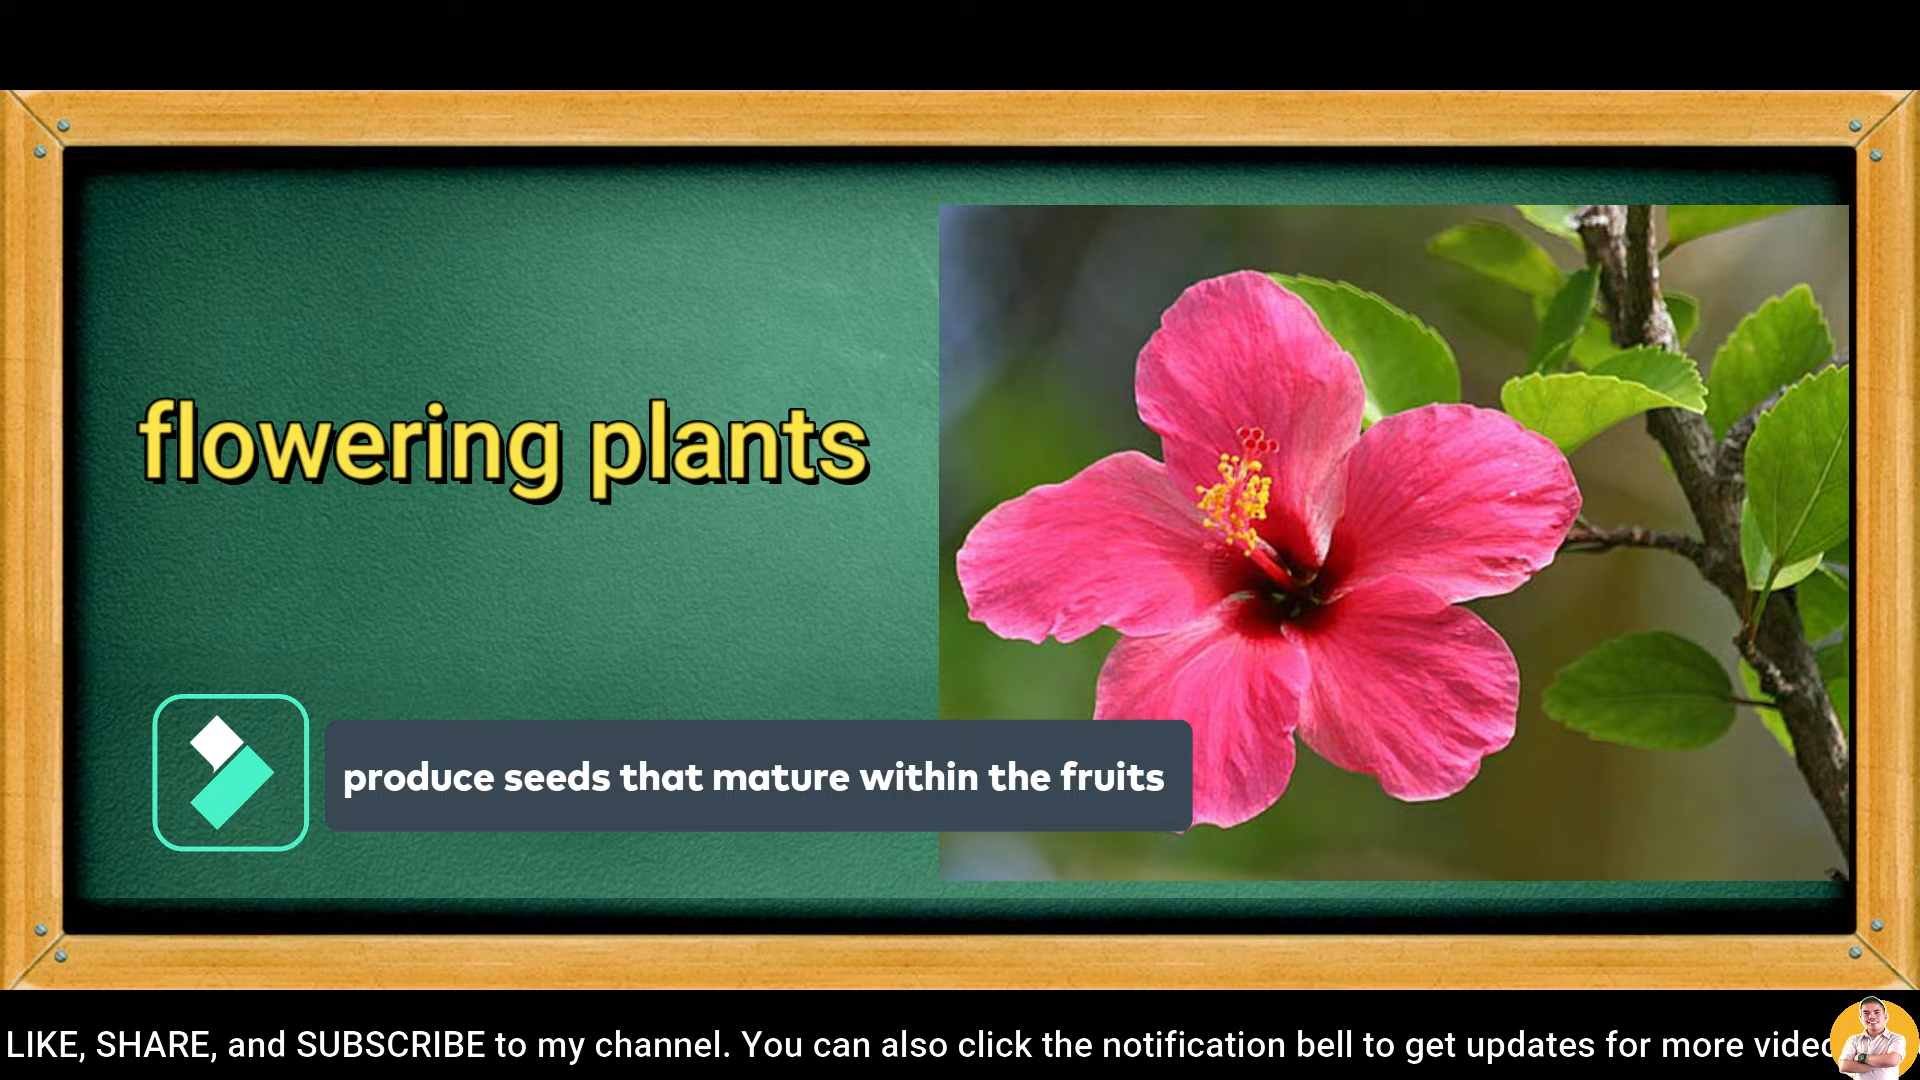 flowering plants
produce seeds that mature within the fruits
LIKE, SHARE, and SUBSCRIBE to my channel. You can also click the notification bell to get updates for more